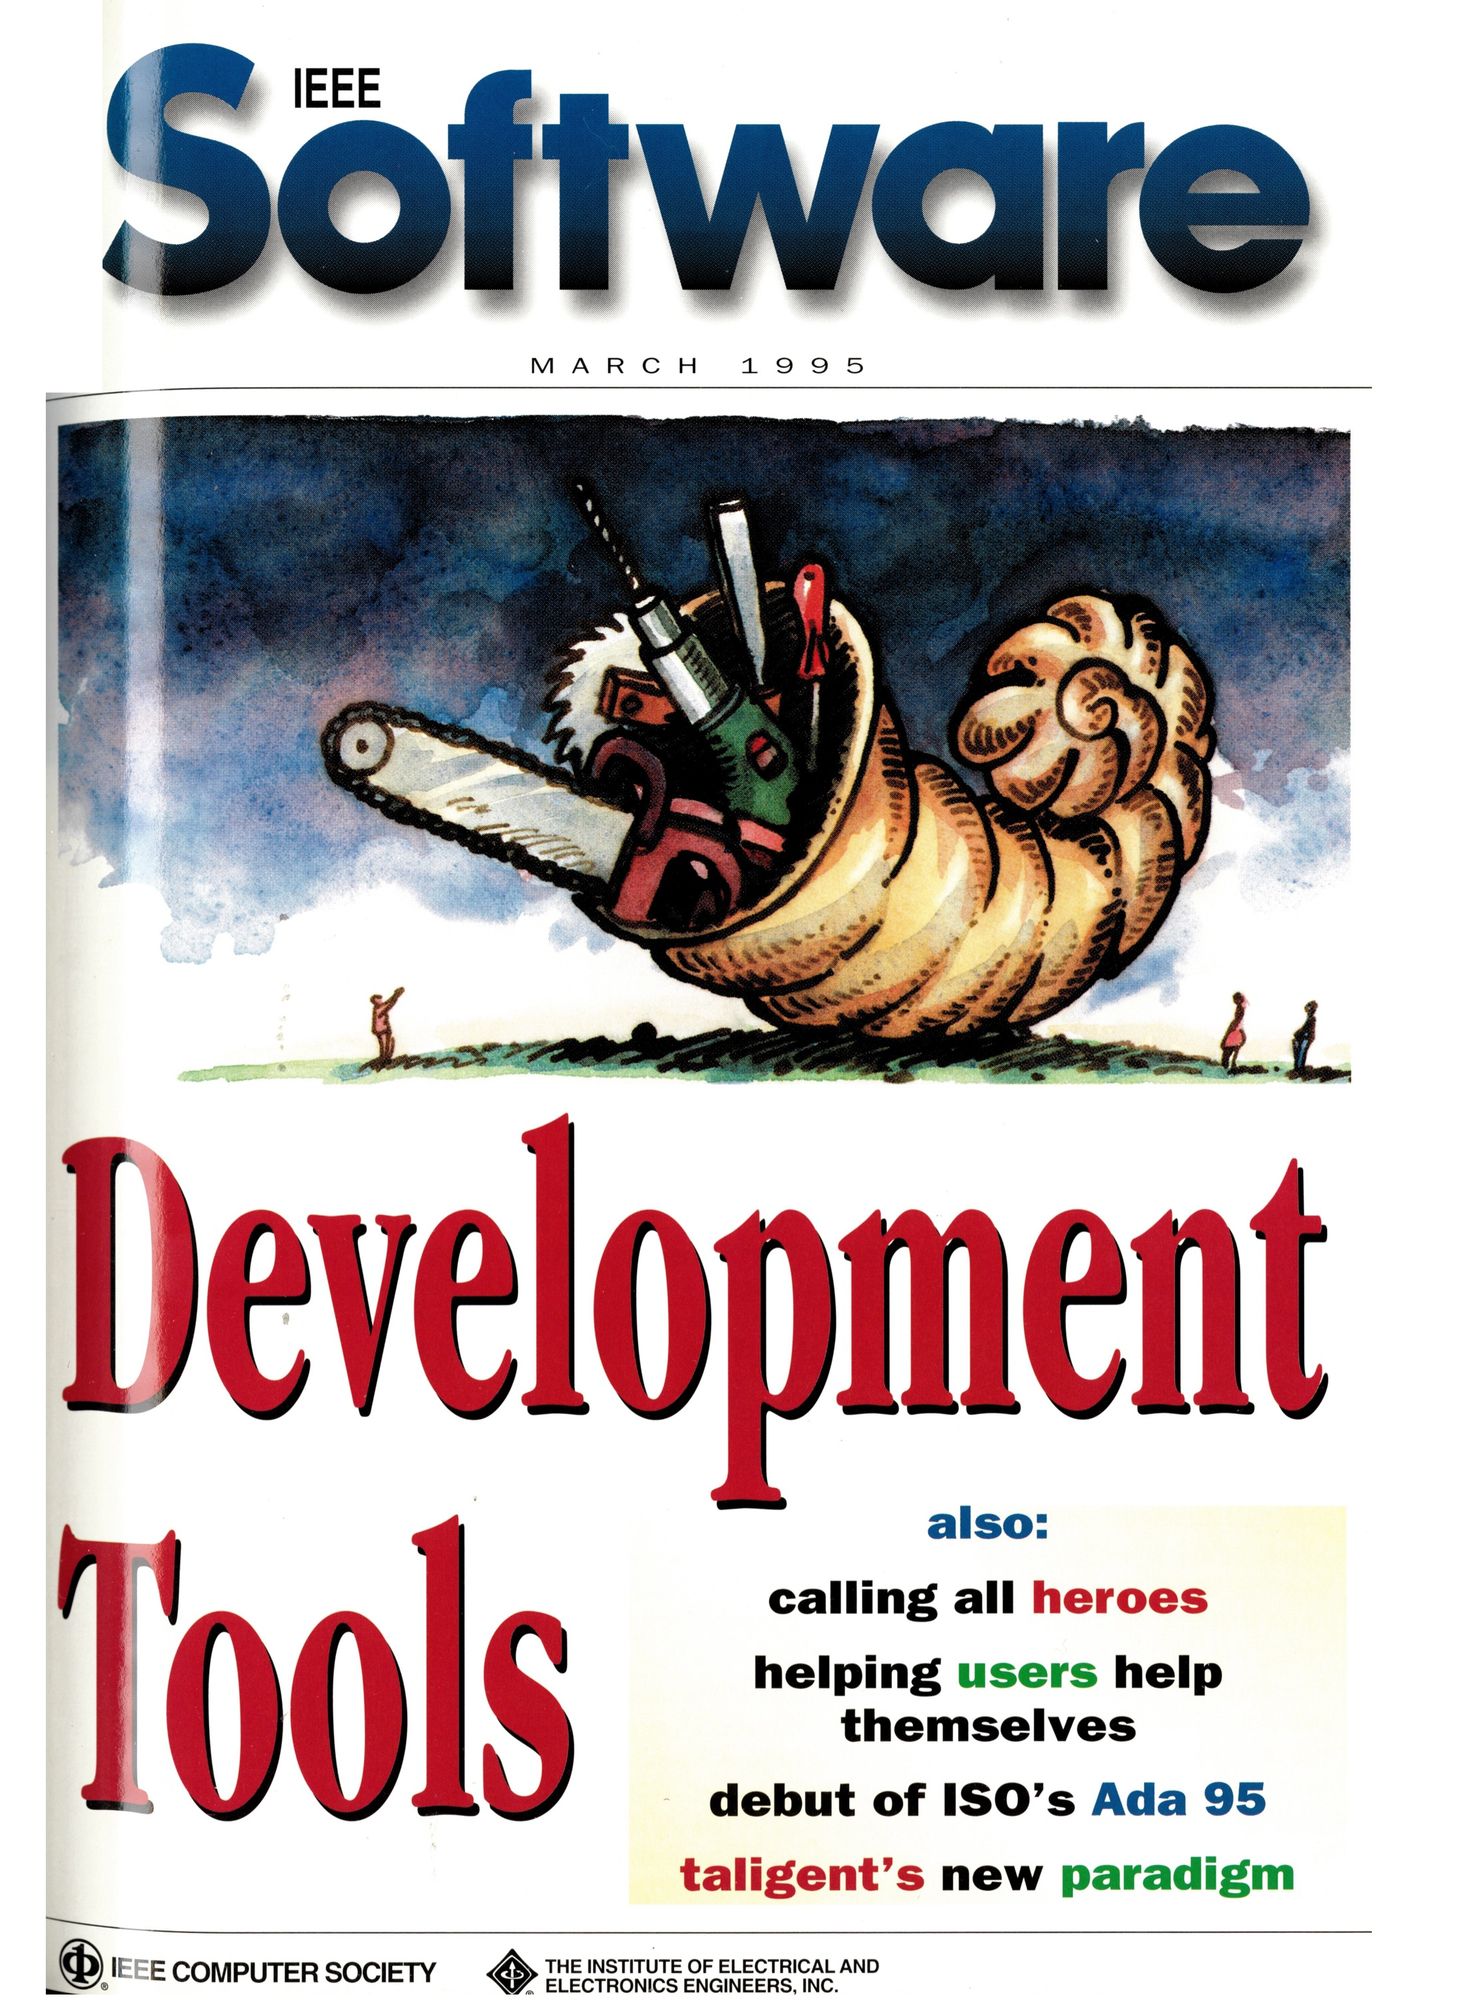 IEEE
Software
MARCH 1995
Development
Tools
also:
calling all heroes
helping users help
themselves
debut of ISO's Ada 95
taligent's new paradigm
IEEE COMPUTER SOCIETY
THE INSTITUTE OF ELECTRICAL AND
ELECTRONICS ENGINEERS, INC.